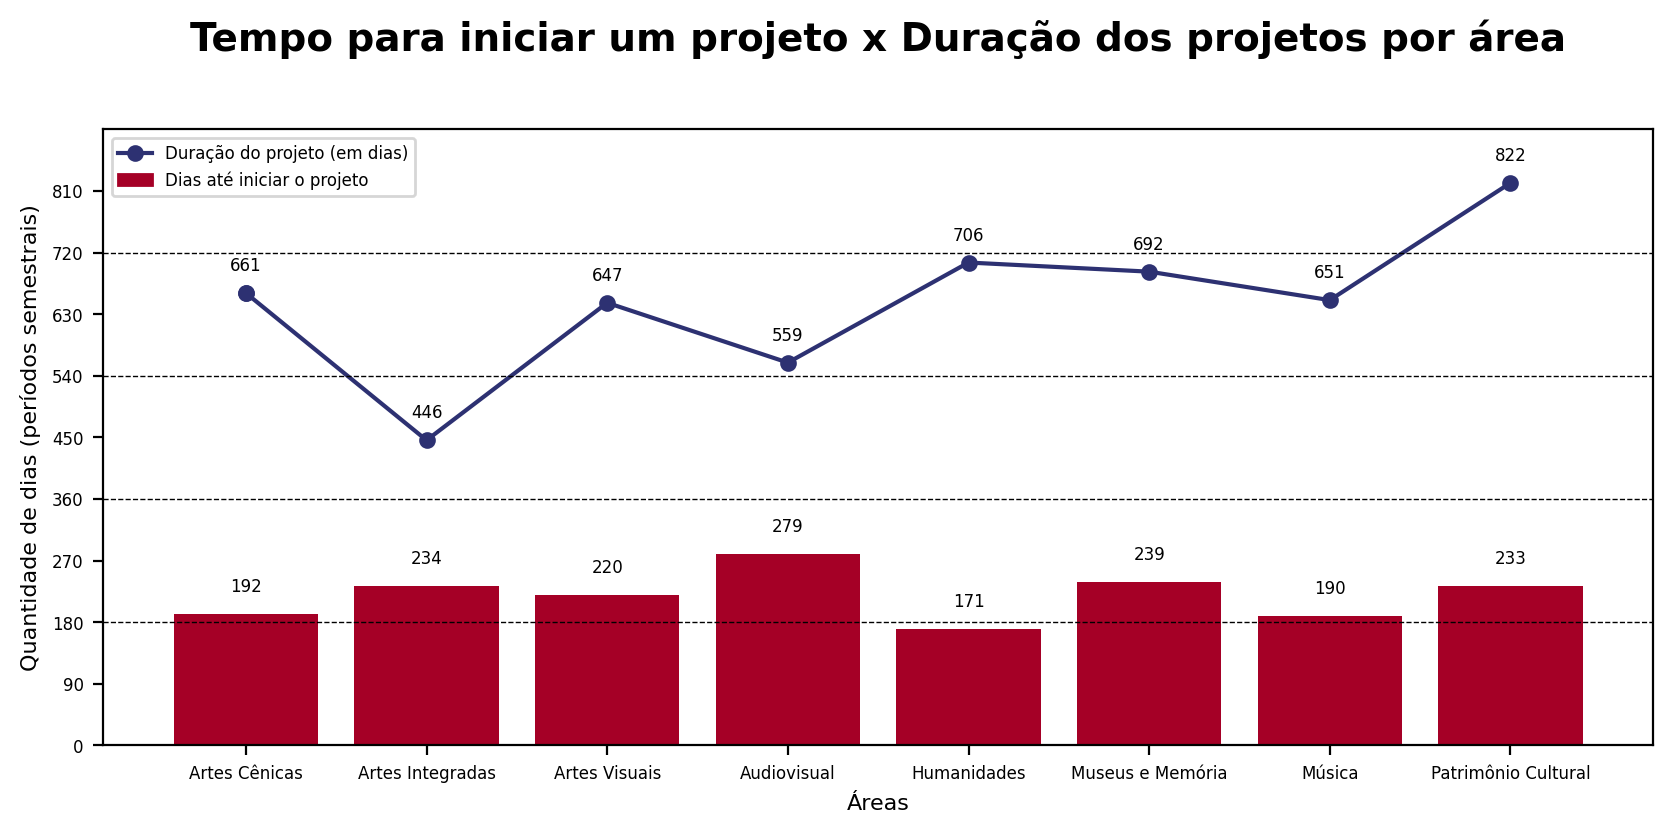 Tempo para iniciar um projeto x Duração dos projetos por área
Duração do projeto (em dias)
Dias até iniciar o projeto
Quantidade de dias (períodos semestrais)
810
720
630
540
450
360
270
180
90
0
661
446
647
559
706
692
651
822
192
234
220
279
171
239
190
233
Artes Cênicas
Artes Integradas
Artes Visuais
Audiovisual
Humanidades
Museus e Memória
Música
Patrimônio Cultural
Áreas